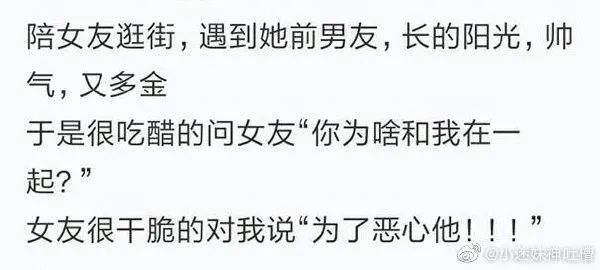 陪女友逛街，遇到她前男友，长的阳光，帅
气，又多金
于是很吃醋的问女友“你为啥和我在一
起？”
女友很干脆的对我说“为了恶心他！！！”
@小迷妹神吐槽